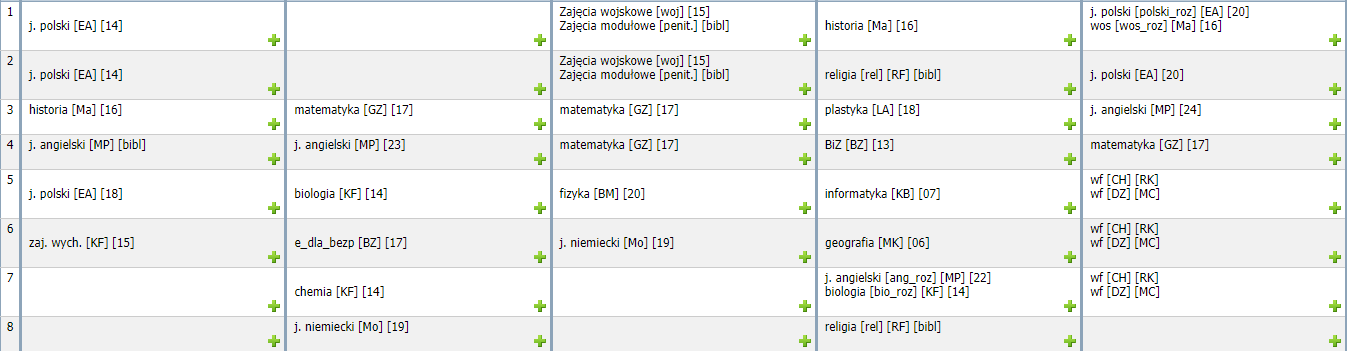 1
j. polski [EA] [14]
Zajęcia wojskowe [woj] [15]
Zajęcia modułowe [penit.] [bibl]
historia [Ma] [16]
j. polski [polski_roz] [EA] [20]
wos [wos_roz] [Ma] [16]
2
j. polski [EA] [14]
Zajęcia wojskowe [woj] [15]
Zajęcia modułowe [penit.] [bibl]
religia [rel] [RF] [bibl]
j. polski [EA] [20]
3
historia [Ma] [16]
matematyka [GZ] [17]
matematyka [GZ] [17]
plastyka [LA] [18]
j. angielski [MP] [24]
4
j. angielski [MP] [bibl]
j. angielski [MP] [23]
matematyka [GZ] [17]
BiZ [BZ] [13]
matematyka [GZ] [17]
5
j. polski [EA] [18]
biologia [KF] [14]
fizyka [BM] [20]
informatyka [KB] [07]
wf [CH] [RK]
wf [DZ] [MC]
6
zaj. wych. [KF] [15]
e_dla_bezp [BZ] [17]
j. niemiecki [Mo] [19]
geografia [MK] [06]
wf [CH] [RK]
wf [DZ] [MC]
7
chemia [KF] [14]
j. angielski [ang_roz] [MP] [22]
biologia [bio_roz] [KF] [14]
wf [CH] [RK]
wf [DZ] [MC]
8
j. niemiecki [Mo] [19]
religia [rel] [RF] [bibl]